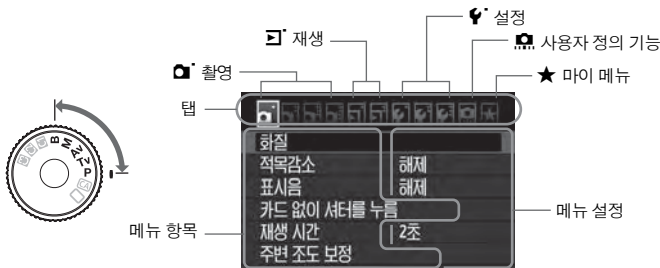 설정
재생
사용자 정의 기능
촬영
★ 마이 메뉴
탭
화질
적목감소 해제
표시음 해제
카드 없이 셔터를 누름
재생 시간 2초
주변 조도 보정
메뉴 항목
메뉴 설정
B M Av Tv P